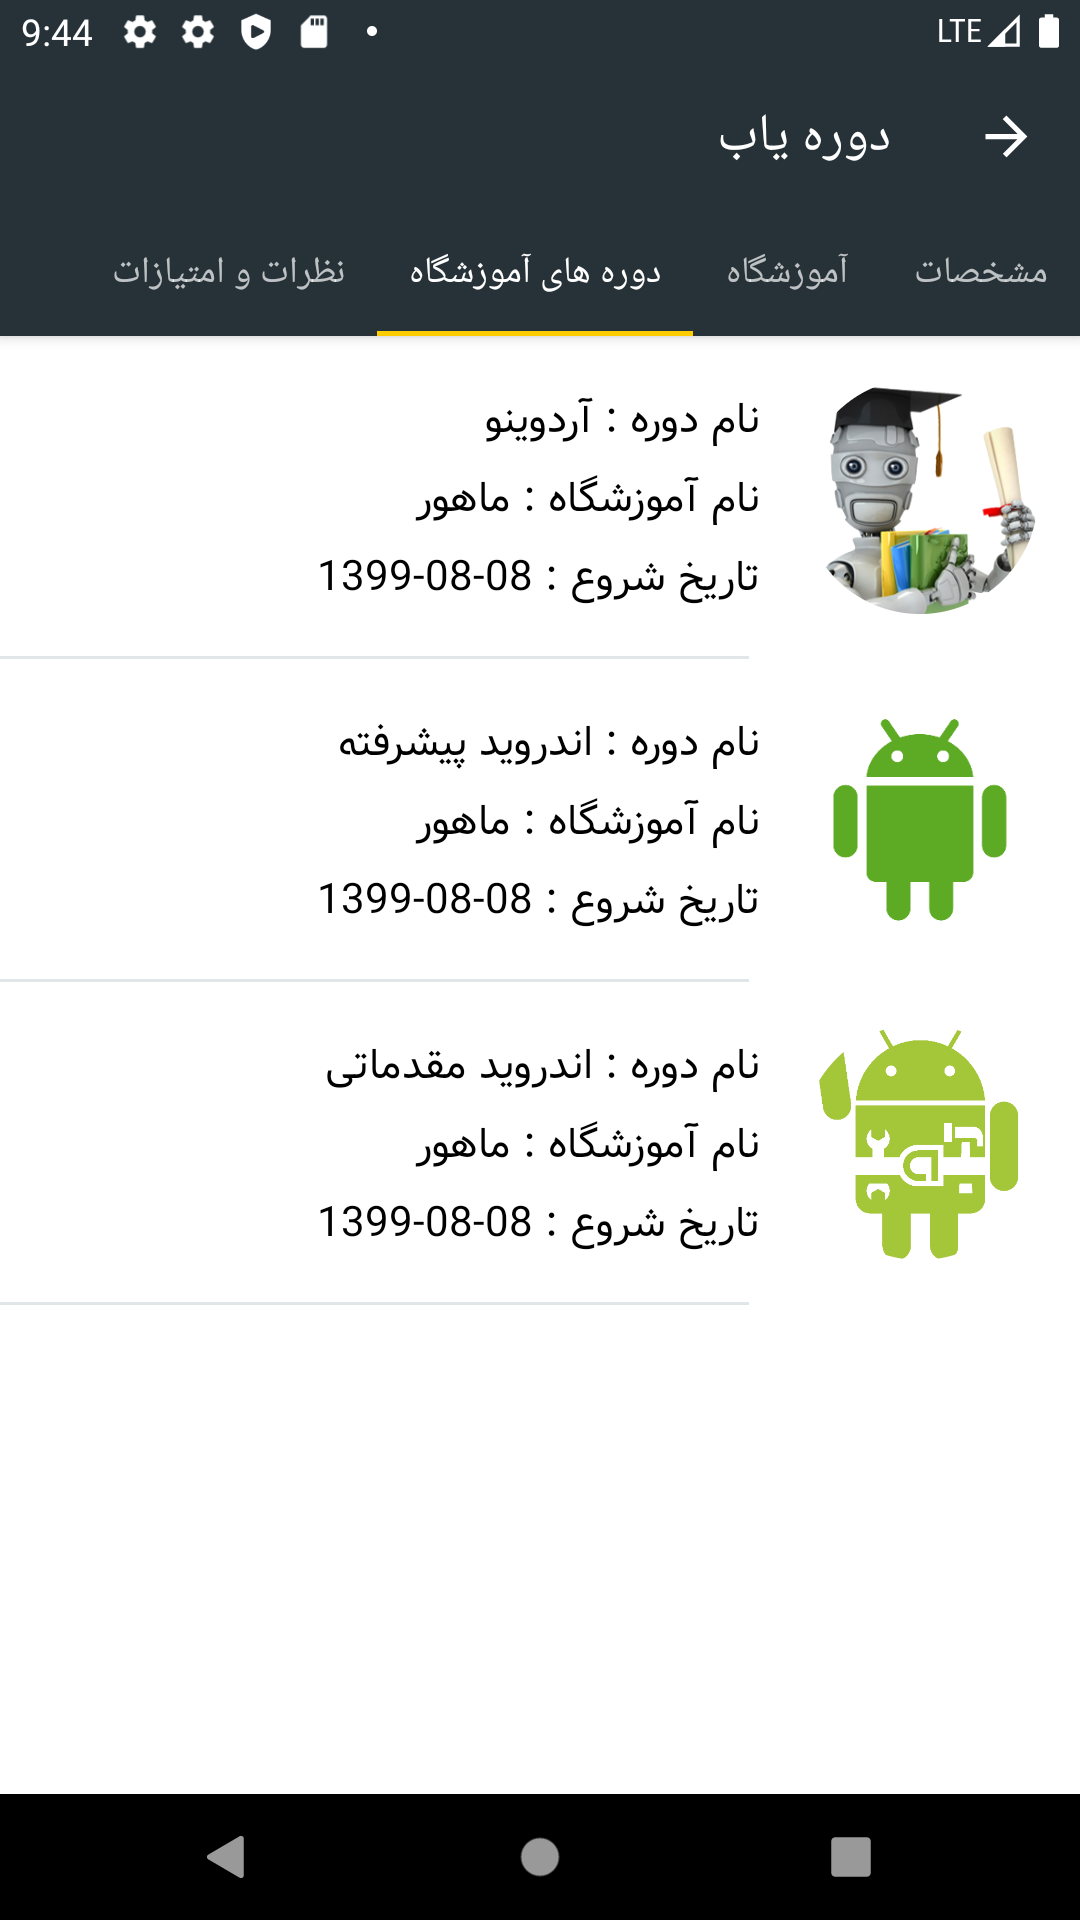 9:44 LTE
دوره یاب
مشخصات آموزشگاه دوره های آموزشگاه نظرات و امتیازات
نام دوره : آردوینو
نام آموزشگاه : ماهور
تاریخ شروع : 1399-08-08
نام دوره : اندروید پیشرفته
نام آموزشگاه : ماهور
تاریخ شروع : 1399-08-08
نام دوره : اندروید مقدماتی
نام آموزشگاه : ماهور
تاریخ شروع : 1399-08-08